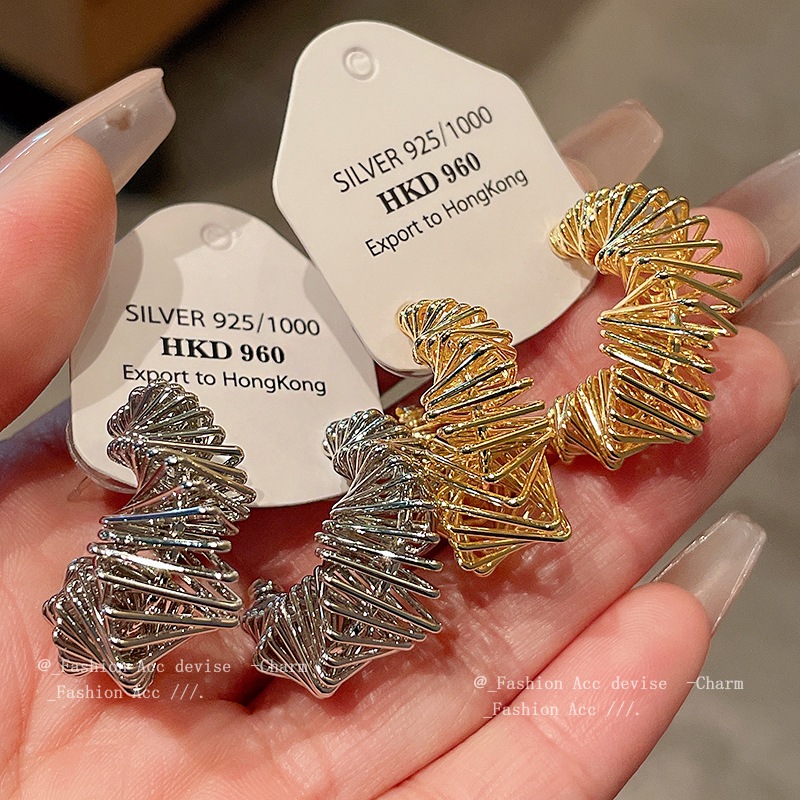 SILVER 925/1000
HKD 960
Export to HongKong
SILVER 925/1000
HKD 960
Export to HongKong
@_Fashion Acc devise -Charm
_Fashion Acc ///.
@_Fashion Acc devise -Charm
_Fashion Acc ///.